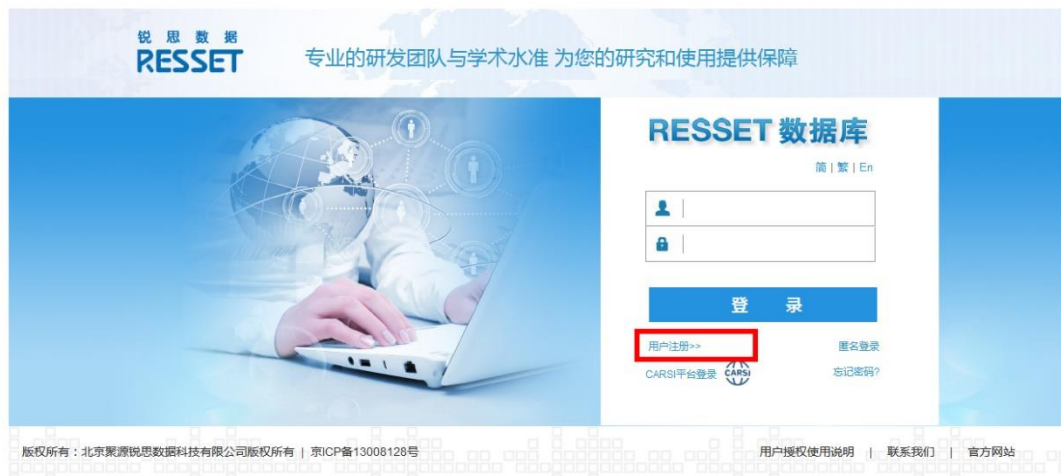 锐思数据
RESSET
专业的研发团队与学术水准 为您的研究和使用提供保障
RESSET 数据库
简 | 繁 | En
登 录
用户注册>>
匿名登录
CARSI平台登录
CARSI
忘记密码?
版权所有：北京聚源锐思数据科技有限公司版权所有 | 京ICP备13008128号
用户授权使用说明 | 联系我们 | 官方网站